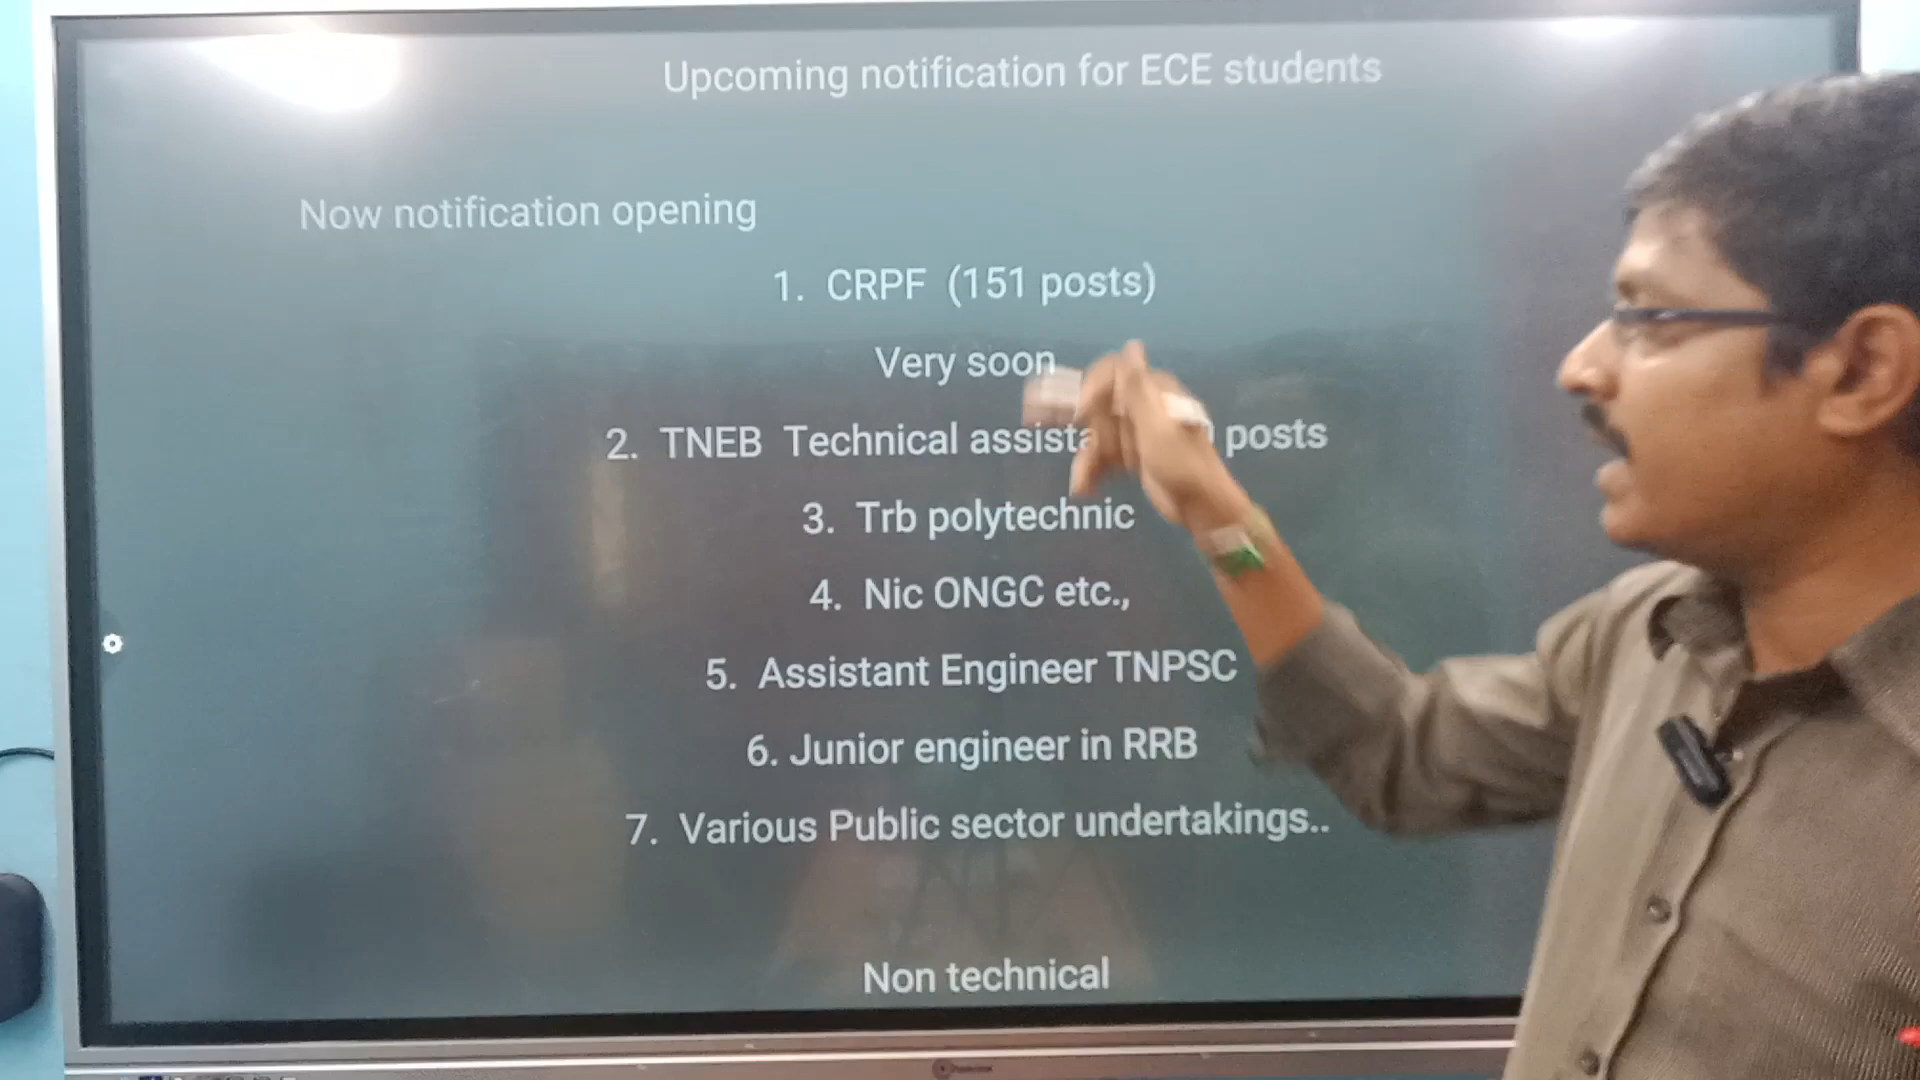 Upcoming notification for ECE students
Now notification opening
1. CRPF (151 posts)
Very soon
2. TNEB Technical posts
3. Trb polytechnic
4. Nic ONGC etc.,
5. Assistant Engineer TNPSC
6. Junior engineer in RRB
7. Various Public sector undertakings..
Non technical